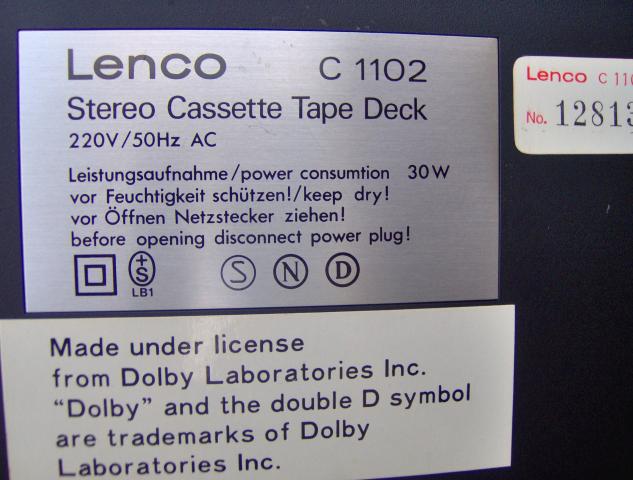 Lenco C 1102
Stereo Cassette Tape Deck
220V/50Hz AC
Leistungsaufnahme/power consumtion 30W
vor Feuchtigkeit schützen!/keep dry!
vor Öffnen Netzstecker ziehen!
before opening disconnect power plug!
+
S
LB1
S N D
Lenco C 110
No. 12813
Made under license
from Dolby Laboratories Inc.
“Dolby” and the double D symbol
are trademarks of Dolby
Laboratories Inc.